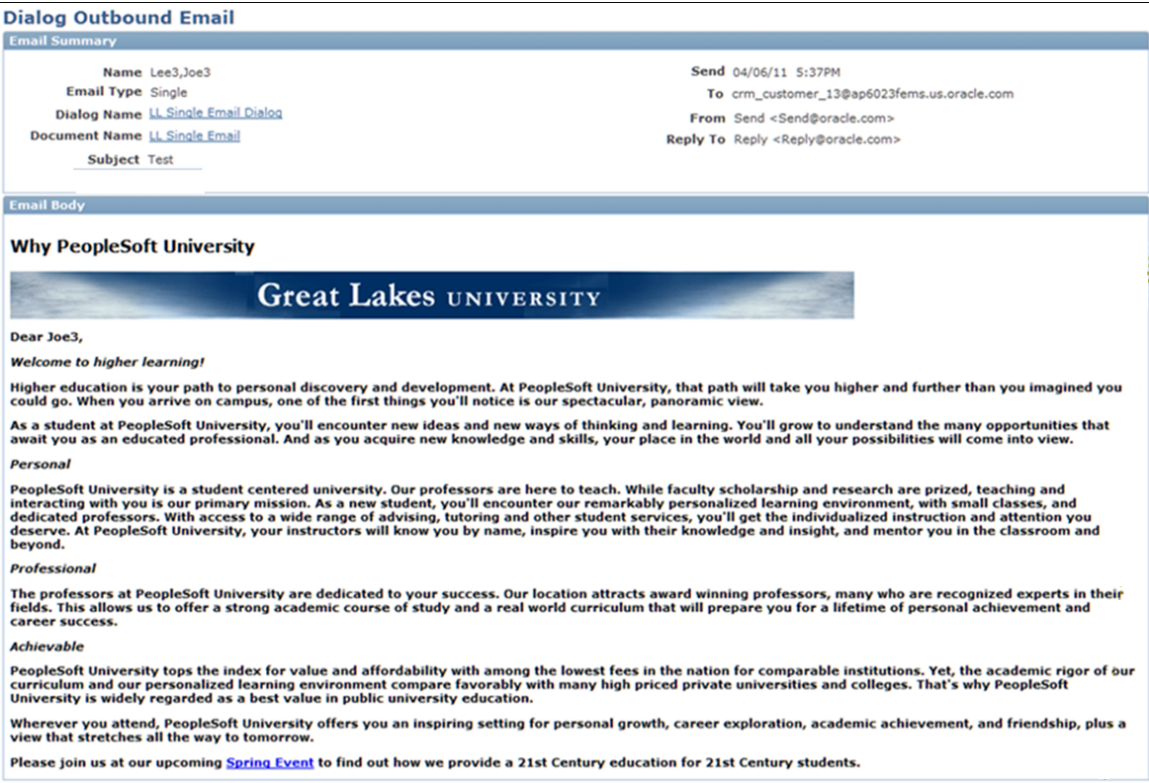 Dialog Outbound Email
Email Summary
Name Lee3,Joe3
Email Type Single
Dialog Name LL Single Email Dialog
Document Name LL Single Email
Subject Test
Send 04/06/11 5:37PM
To crm_customer_13@ap6023fems.us.oracle.com
From Send <Send@oracle.com>
Reply To Reply <Reply@oracle.com>
Email Body
Why PeopleSoft University
Great Lakes UNIVERSITY
Dear Joe3,
Welcome to higher learning!
Higher education is your path to personal discovery and development. At PeopleSoft University, that path will take you higher and further than you imagined you
could go. When you arrive on campus, one of the first things you'll notice is our spectacular, panoramic view.
As a student at PeopleSoft University, you'll encounter new ideas and new ways of thinking and learning. You'll grow to understand the many opportunities that
await you as an educated professional. And as you acquire new knowledge and skills, your place in the world and all your possibilities will come into view.
Personal
PeopleSoft University is a student centered university. Our professors are here to teach. While faculty scholarship and research are prized, teaching and
interacting with you is our primary mission. As a new student, you'll encounter our remarkably personalized learning environment, with small classes, and
dedicated professors. With access to a wide range of advising, tutoring and other student services, you'll get the individualized instruction and attention you
deserve. At PeopleSoft University, your instructors will know you by name, inspire you with their knowledge and insight, and mentor you in the classroom and
beyond.
Professional
The professors at PeopleSoft University are dedicated to your success. Our location attracts award winning professors, many who are recognized experts in their
fields. This allows us to offer a strong academic course of study and a real world curriculum that will prepare you for a lifetime of personal achievement and
career success.
Achievable
PeopleSoft University tops the index for value and affordability with among the lowest fees in the nation for comparable institutions. Yet, the academic rigor of our
curriculum and our personalized learning environment compare favorably with many high priced private universities and colleges. That's why PeopleSoft
University is widely regarded as a best value in public university education.
Wherever you attend, PeopleSoft University offers you an inspiring setting for personal growth, career exploration, academic achievement, and friendship, plus a
view that stretches all the way to tomorrow.
Please join us at our upcoming Spring Event to find out how we provide a 21st Century education for 21st Century students.